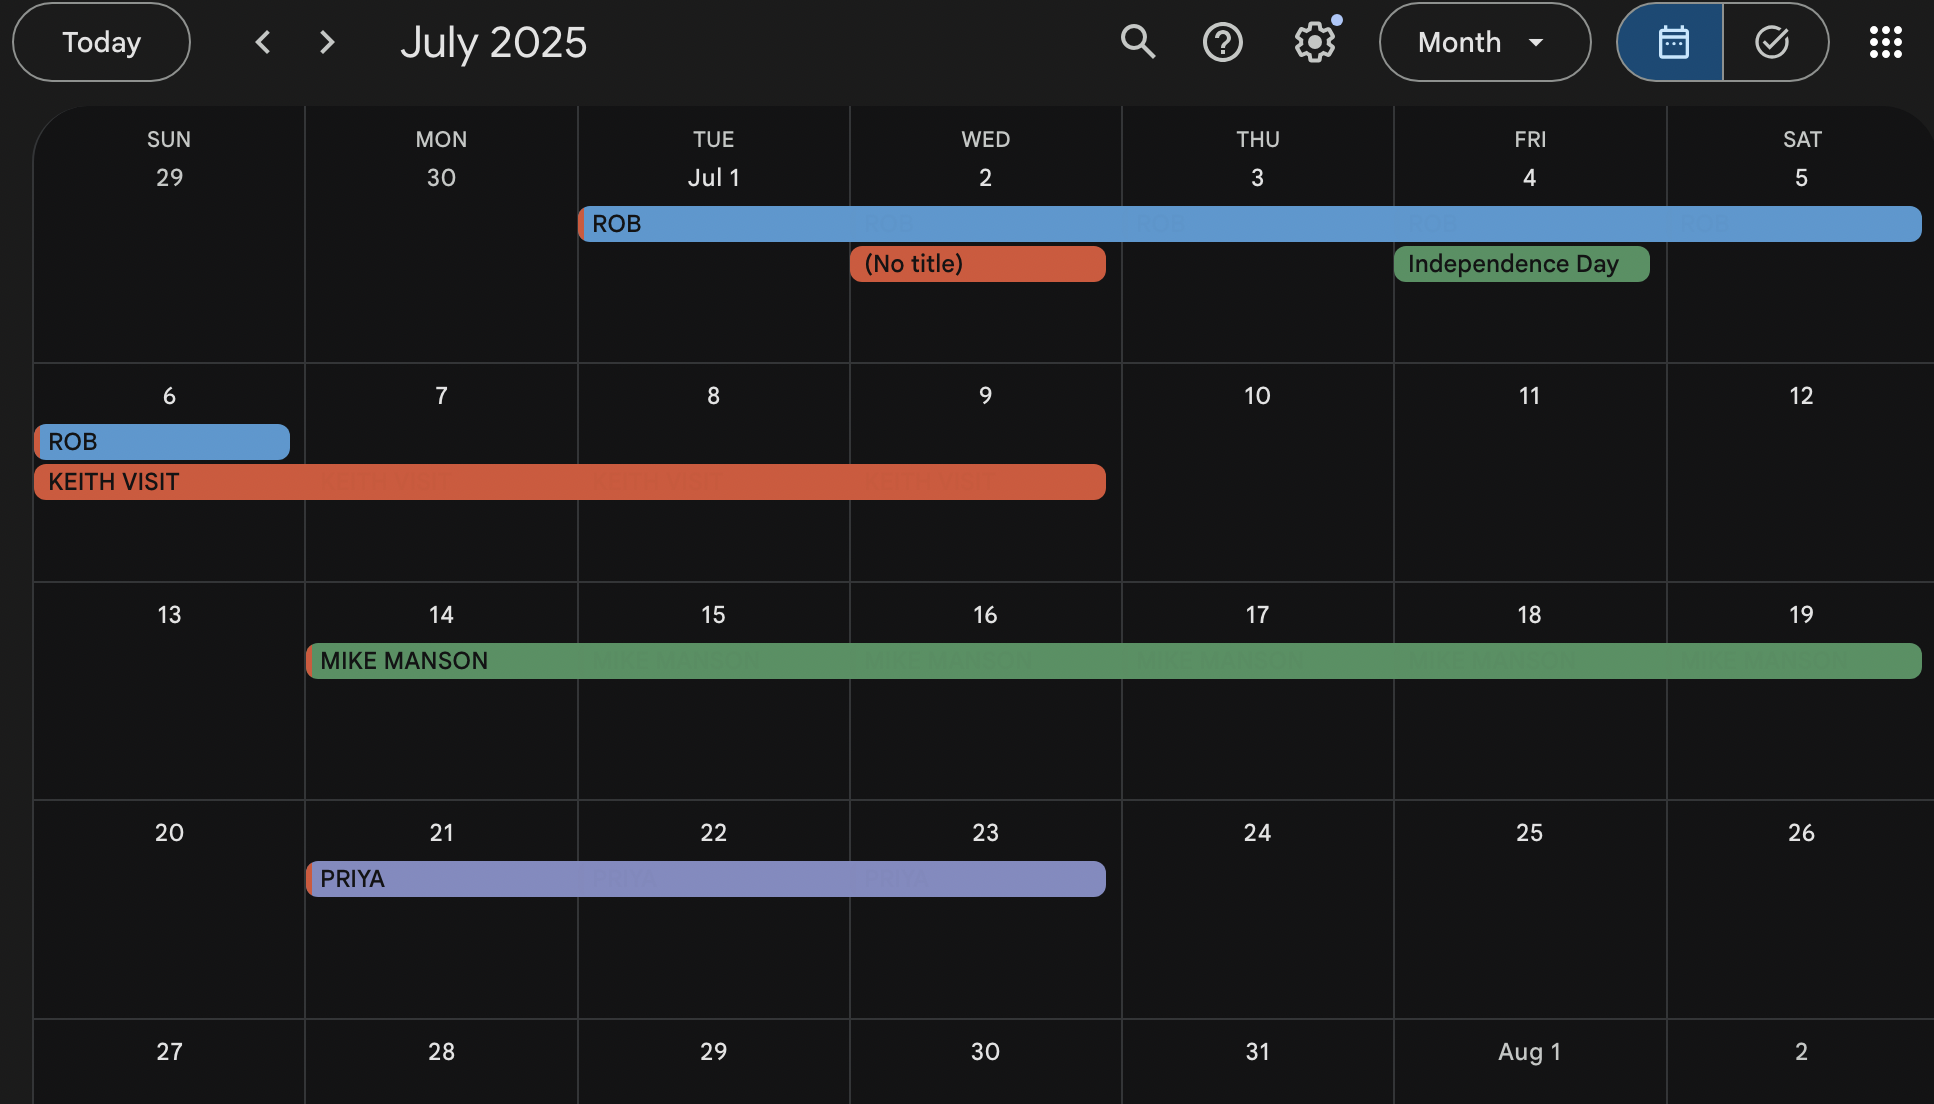 Today
July 2025
Month
SUN MON TUE WED THU FRI SAT
29 30 Jul 1 2 3 4 5
ROB
(No title) Independence Day
6 7 8 9 10 11 12
ROB
KEITH VISIT
13 14 15 16 17 18 19
MIKE MANSON
20 21 22 23 24 25 26
PRIYA
27 28 29 30 31 Aug 1 2